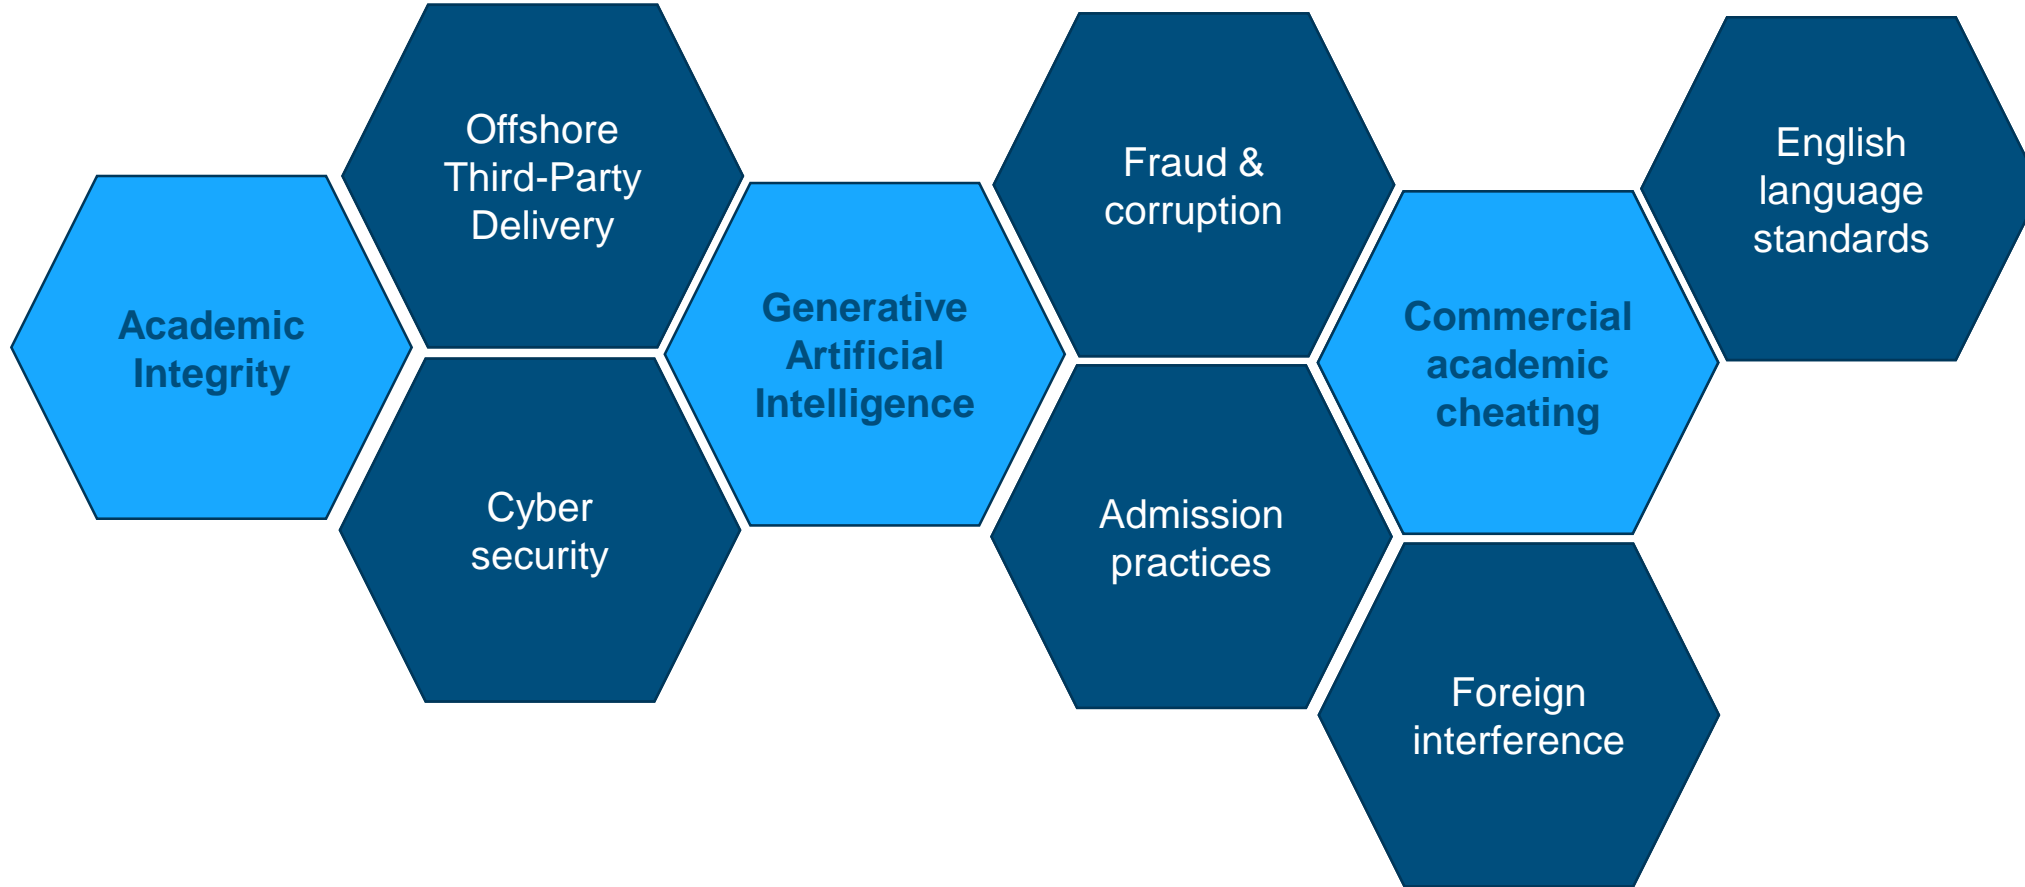 Academic
Integrity
Offshore
Third-Party
Delivery
Cyber
security
Generative
Artificial
Intelligence
Fraud &
corruption
Admission
practices
Commercial
academic
cheating
Foreign
interference
English
language
standards